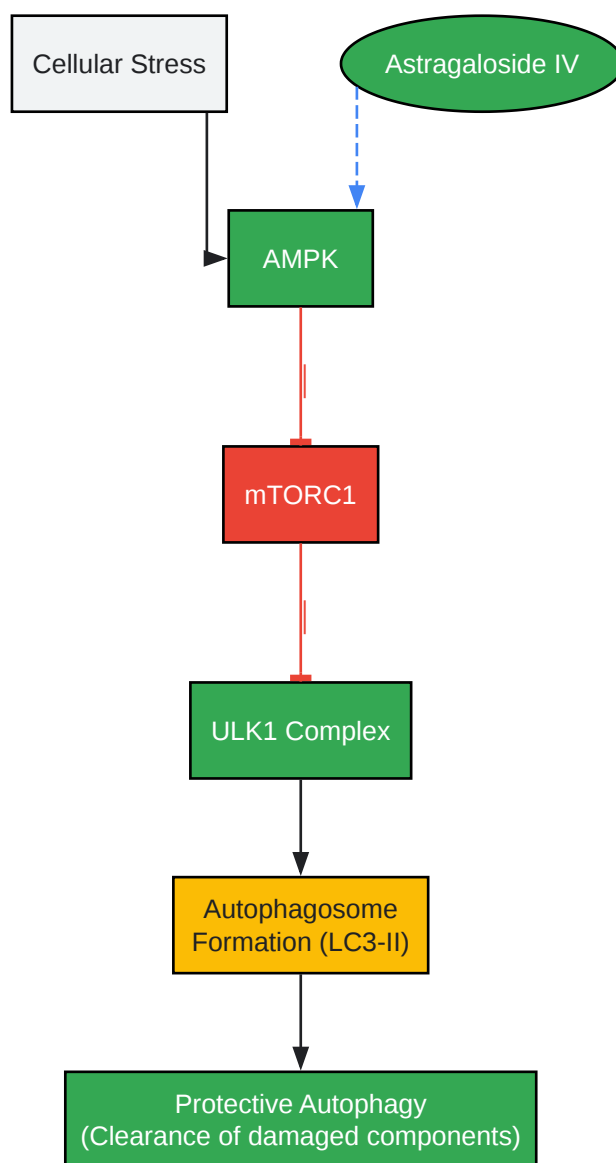 Cellular Stress
Astragaloside IV
AMPK
mTORC1
ULK1 Complex
Autophagosome
Formation (LC3-II)
Protective Autophagy
(Clearance of damaged components)